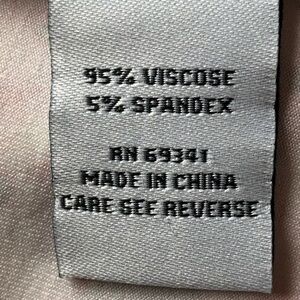 95% VISCOSE
5% SPANDEX
RN 69341
MADE IN CHINA
CARE SEE REVERSE